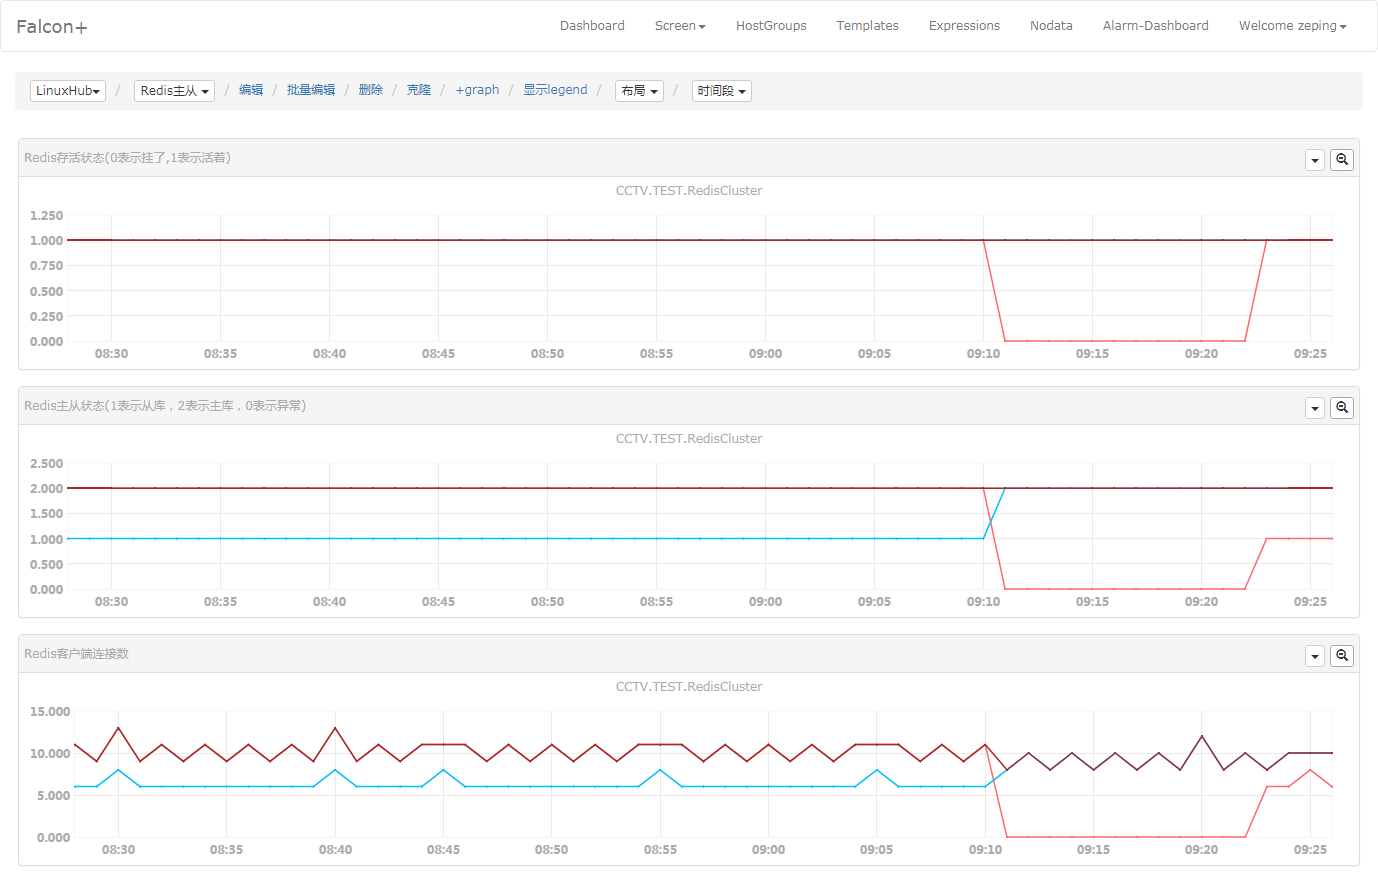 Falcon+ Dashboard Screen HostGroups Templates Expressions Nodata Alarm-Dashboard Welcome zeping
LinuxHub / Redis主从 / 编辑 / 批量编辑 / 删除 / 克隆 / +graph / 显示legend / 布局 / 时间段
Redis存活状态(0表示挂了,1表示活着)
CCTV.TEST.RedisCluster
1.250
1.000
0.750
0.500
0.250
0.000
08:30 08:35 08:40 08:45 08:50 08:55 09:00 09:05 09:10 09:15 09:20 09:25
Redis主从状态(1表示从库，2表示主库，0表示异常)
CCTV.TEST.RedisCluster
2.500
2.000
1.500
1.000
0.500
0.000
08:30 08:35 08:40 08:45 08:50 08:55 09:00 09:05 09:10 09:15 09:20 09:25
Redis客户端连接数
CCTV.TEST.RedisCluster
15.000
10.000
5.000
0.000
08:30 08:35 08:40 08:45 08:50 08:55 09:00 09:05 09:10 09:15 09:20 09:25